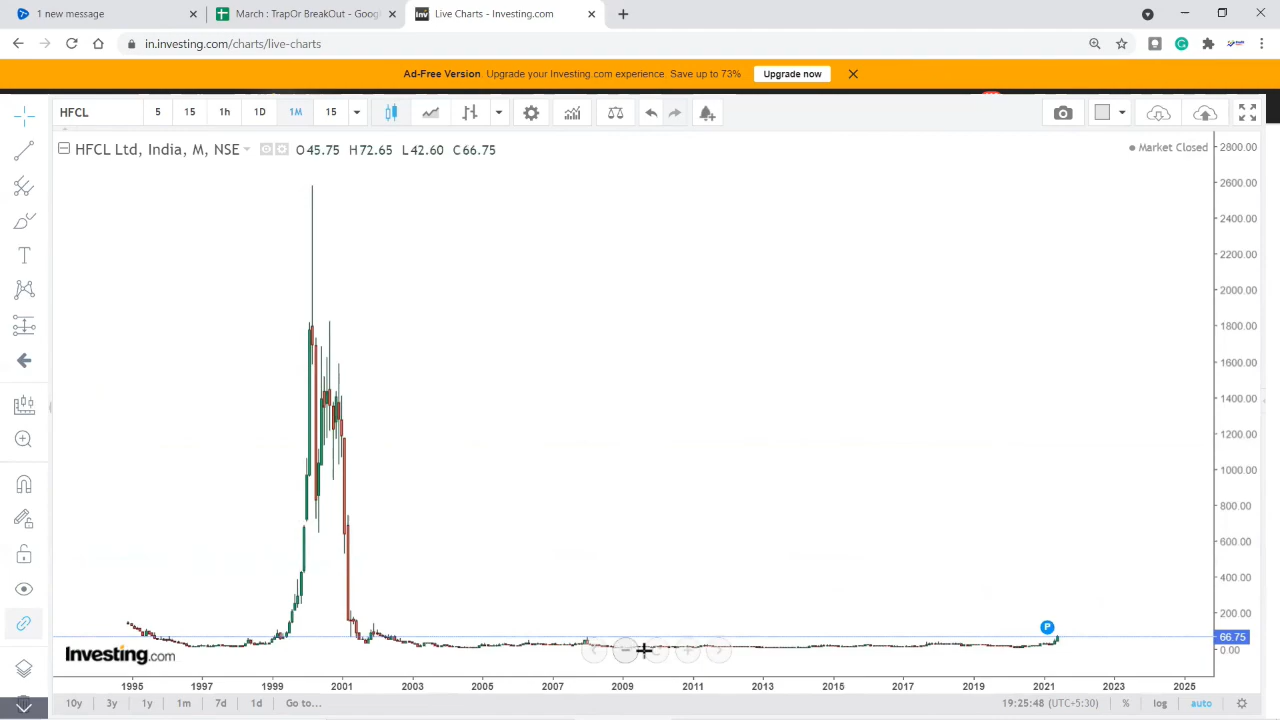 1 new message
March : TrapOr BreakOut - Googl
Live Charts - Investing.com
in.investing.com/charts/live-charts
Ad-Free Version Upgrade your Investing.com experience. Save up to 73% Upgrade now
HFCL 5 15 1h 1D 1M 15
HFCL Ltd, India, M, NSE O45.75 H72.65 L42.60 C66.75
Market Closed
2800.00
2600.00
2400.00
2200.00
2000.00
1800.00
1600.00
1400.00
1200.00
1000.00
800.00
600.00
400.00
200.00
P
66.75
0.00
Investing.com
1995 1997 1999 2001 2003 2005 2007 2009 2011 2013 2015 2017 2019 2021 2023 2025
10y 3y 1y 1m 7d 1d Go to... 19:25:48 (UTC+5:30) % log auto